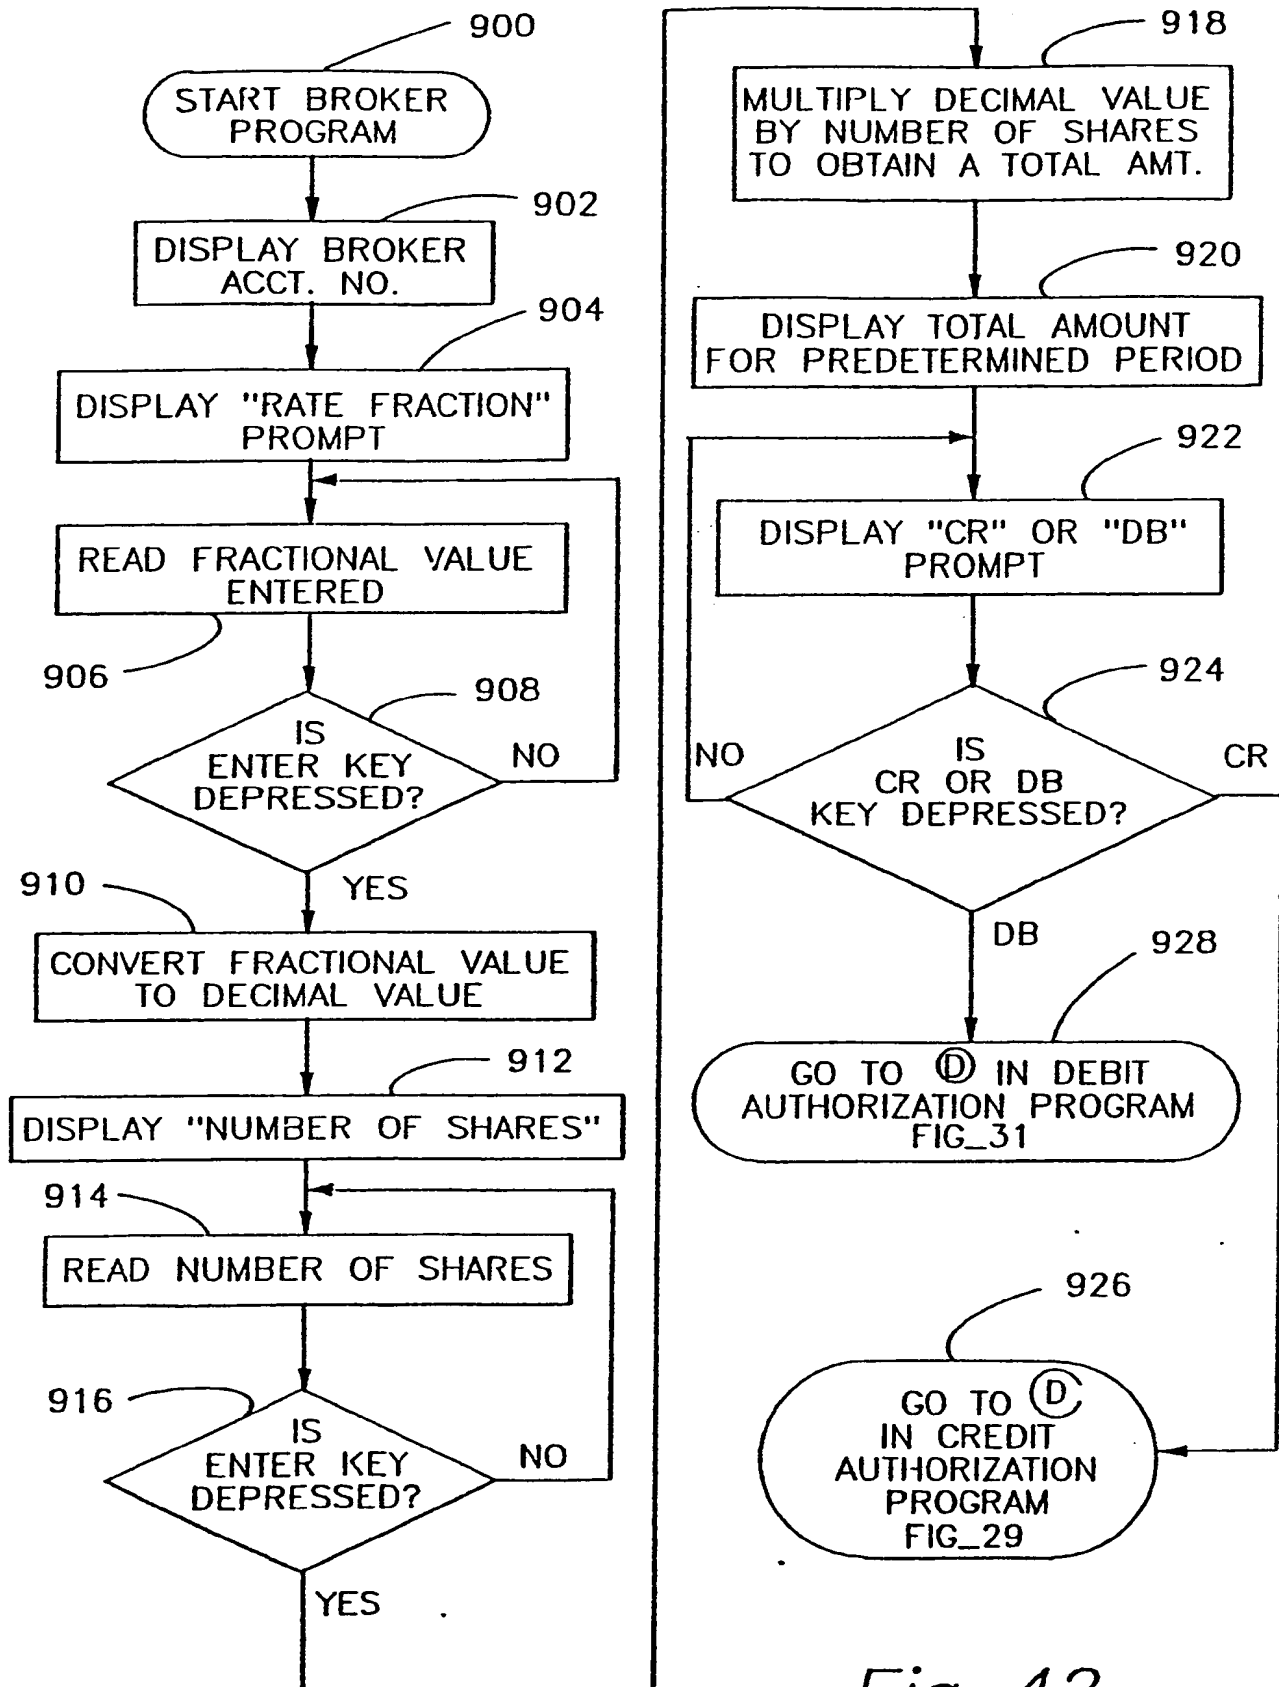 900
START BROKER
PROGRAM
902
DISPLAY BROKER
ACCT. NO.
904
DISPLAY "RATE FRACTION"
PROMPT
READ FRACTIONAL VALUE
ENTERED
906
908
IS
ENTER KEY
DEPRESSED?
NO
YES
910
CONVERT FRACTIONAL VALUE
TO DECIMAL VALUE
912
DISPLAY "NUMBER OF SHARES"
914
READ NUMBER OF SHARES
916
IS
ENTER KEY
DEPRESSED?
NO
YES
918
MULTIPLY DECIMAL VALUE
BY NUMBER OF SHARES
TO OBTAIN A TOTAL AMT.
920
DISPLAY TOTAL AMOUNT
FOR PREDETERMINED PERIOD
922
DISPLAY "CR" OR "DB"
PROMPT
924
NO
IS
CR OR DB
KEY DEPRESSED?
CR
DB
928
GO TO D IN DEBIT
AUTHORIZATION PROGRAM
FIG_31
926
GO TO D
IN CREDIT
AUTHORIZATION
PROGRAM
FIG_29